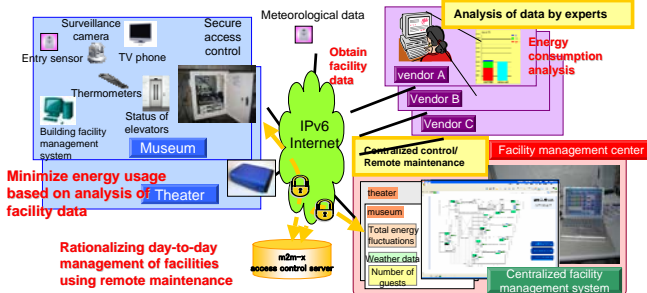 Surveillance
camera
Secure
access
control
Entry sensor
TV phone
Thermometers
Status of
elevators
Building facility
management
system
Museum
Theater
Minimize energy usage
based on analysis of
facility data
Rationalizing day-to-day
management of facilities
using remote maintenance
Meteorological data
Obtain
facility
data
IPv6
Internet
m2m-x
access control server
Analysis of data by experts
Energy
consumption
analysis
vendor A
Vendor B
Vendor C
Centralized control/
Remote maintenance
Facility management center
theater
museum
Total energy
fluctuations
Weather data
Number of
guests
Centralized facility
management system